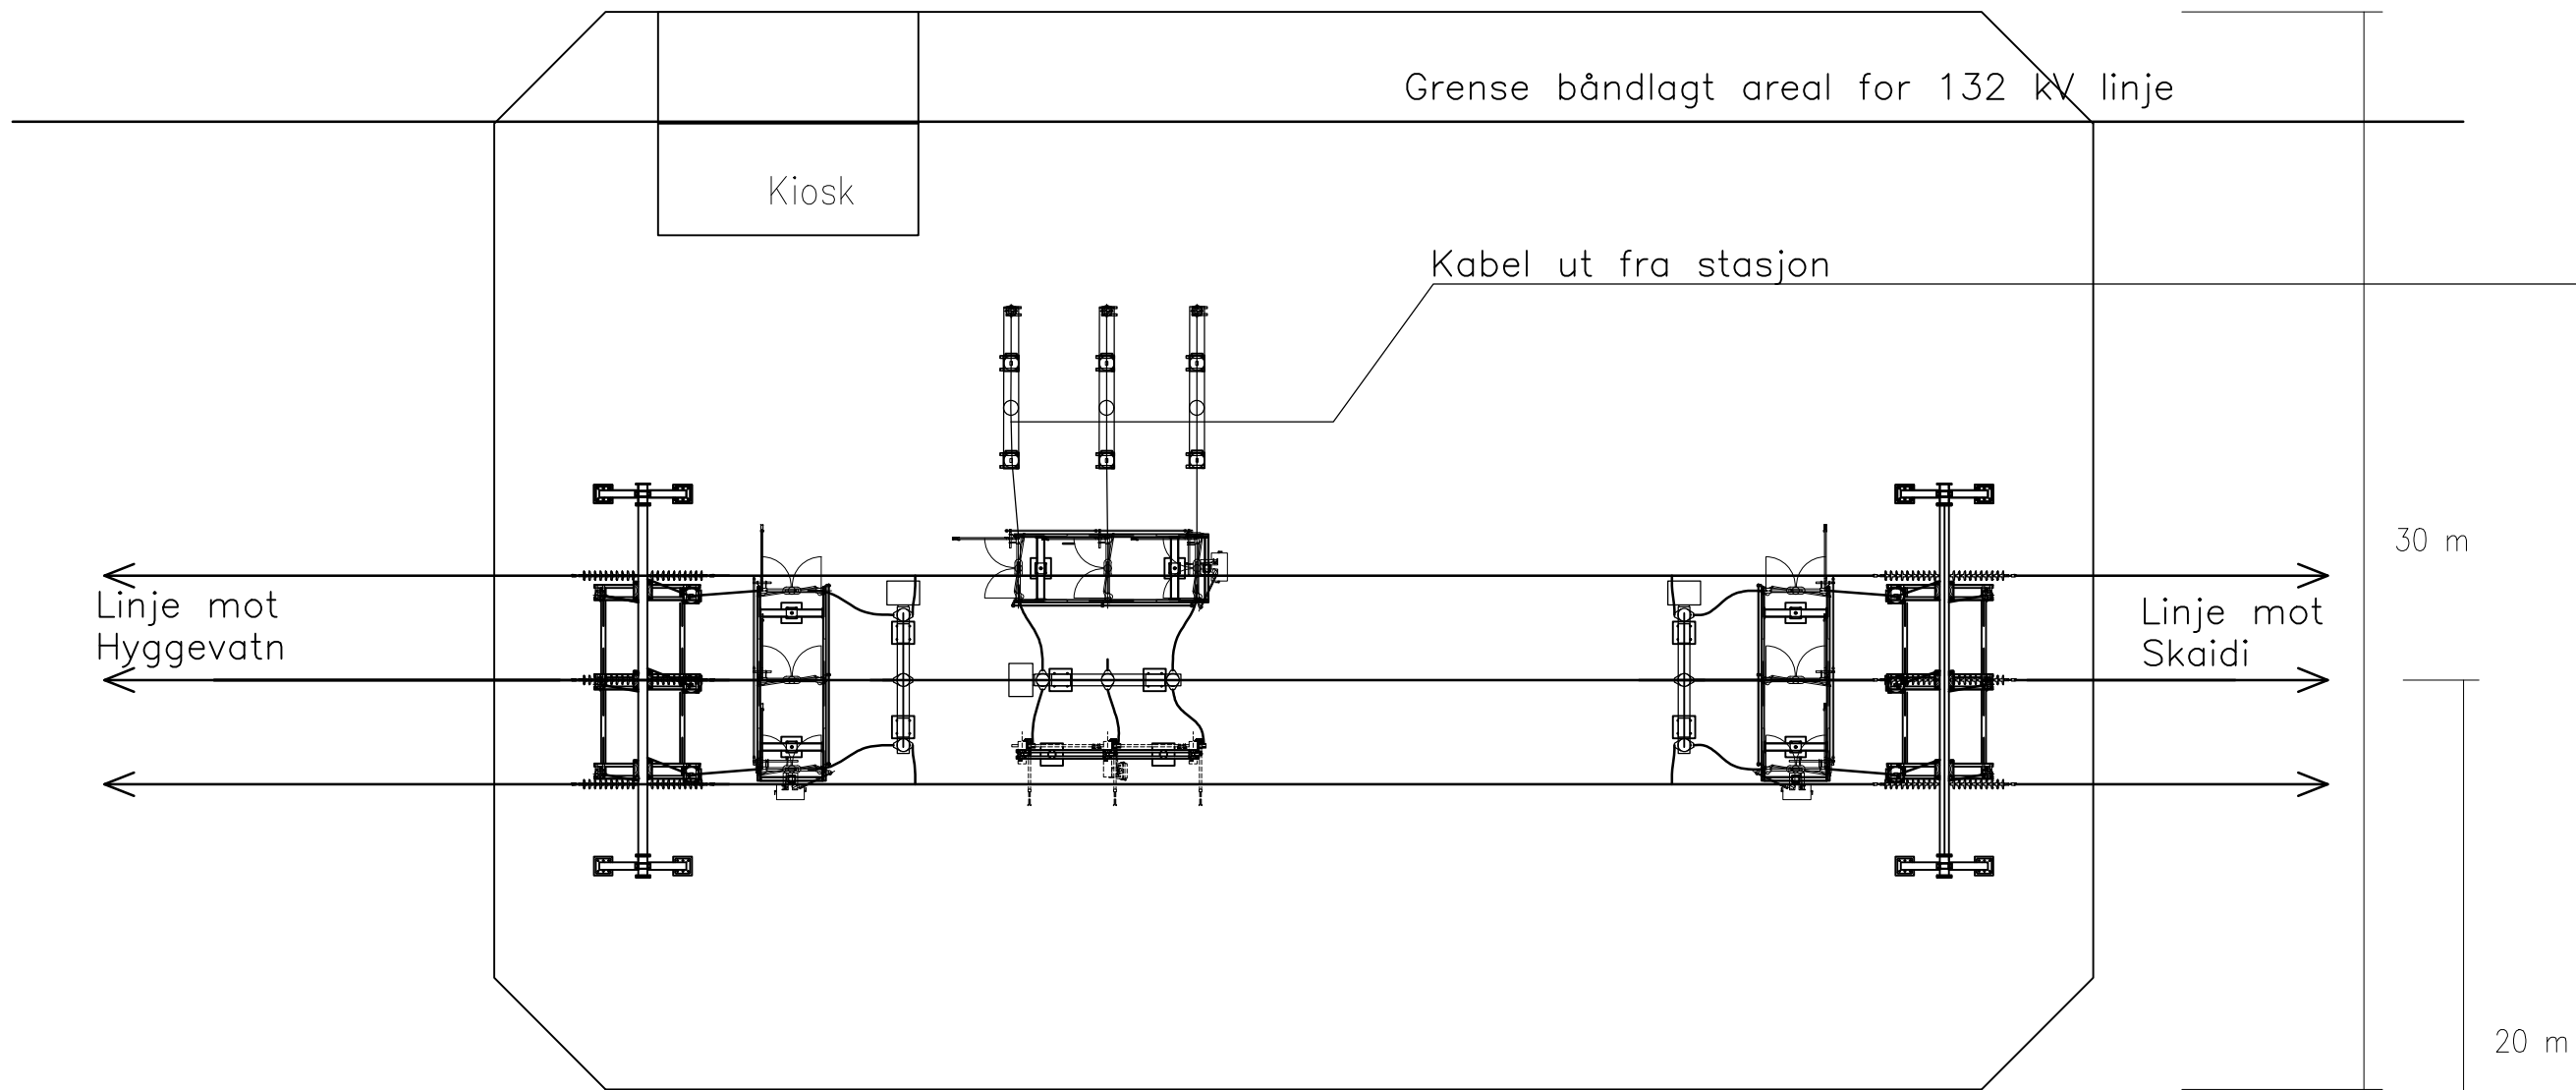 Grense båndlagt areal for 132 kV linje
Kiosk
Kabel ut fra stasjon
30 m
Linje mot
Hyggevatn
Linje mot
Skaidi
20 m